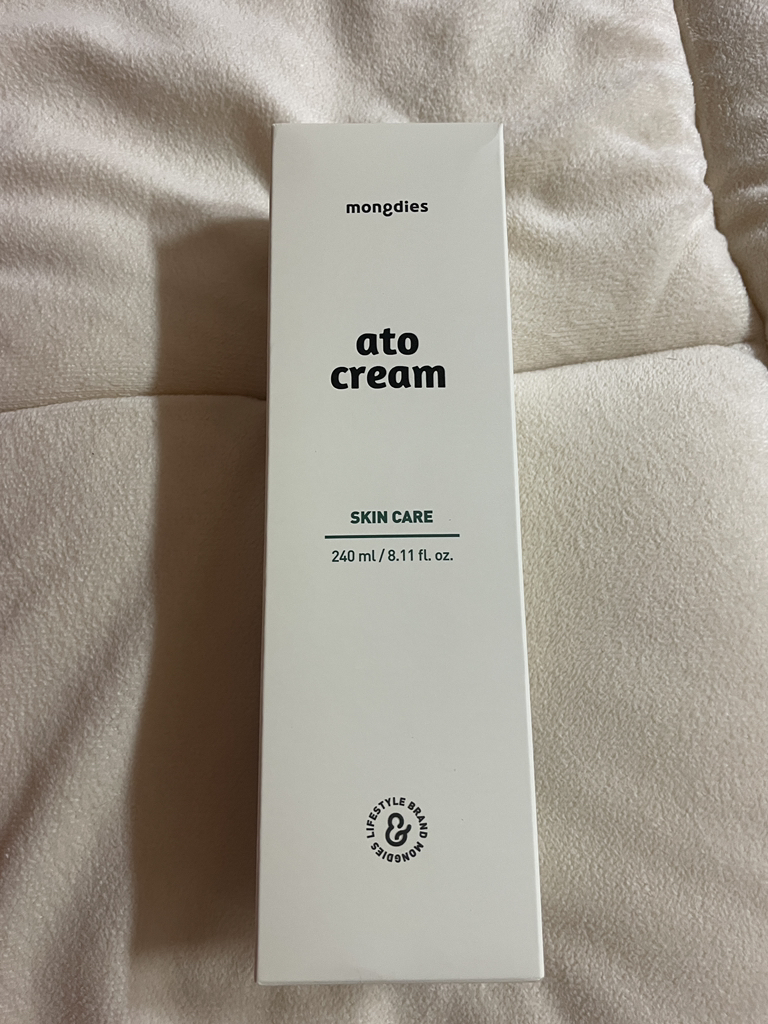 mongdies
ato
cream
SKIN CARE
240 ml / 8.11 fl. oz.
LIFESTYLE BRAND MONGDIES
&